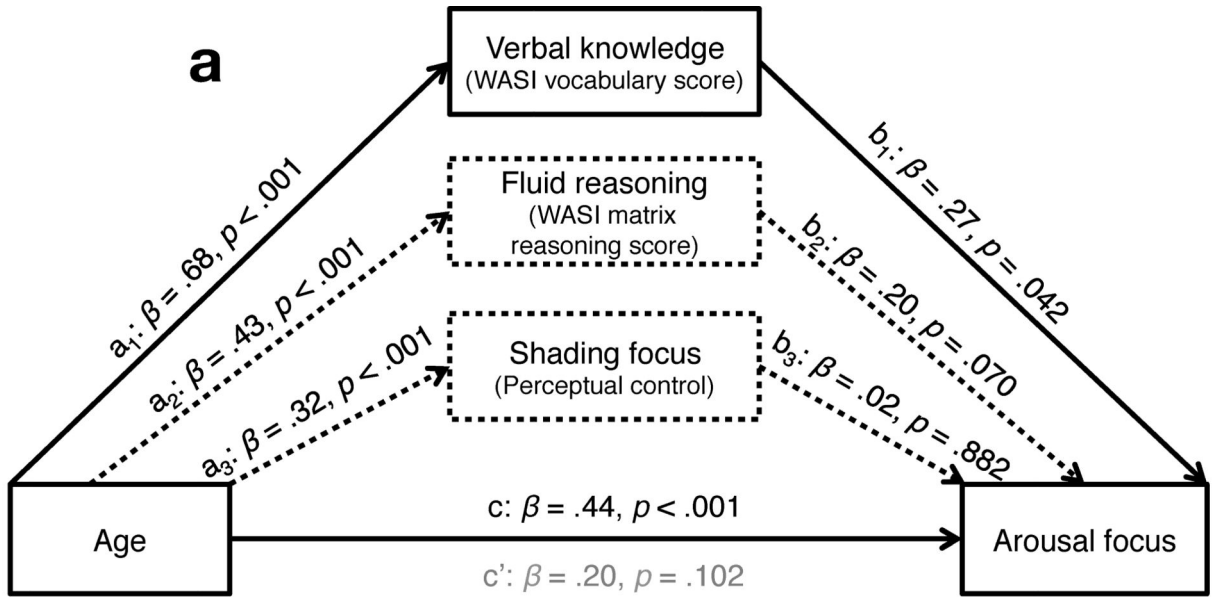 a
Verbal knowledge
(WASI vocabulary score)
a₁: β = .68, p < .001
b₁: β = .27, p = .042
Fluid reasoning
(WASI matrix
reasoning score)
a₂: β = .43, p < .001
b₂: β = .20, p = .070
Shading focus
(Perceptual control)
a₃: β = .32, p < .001
b₃: β = .02, p = .882
Age
c: β = .44, p < .001
c’: β = .20, p = .102
Arousal focus